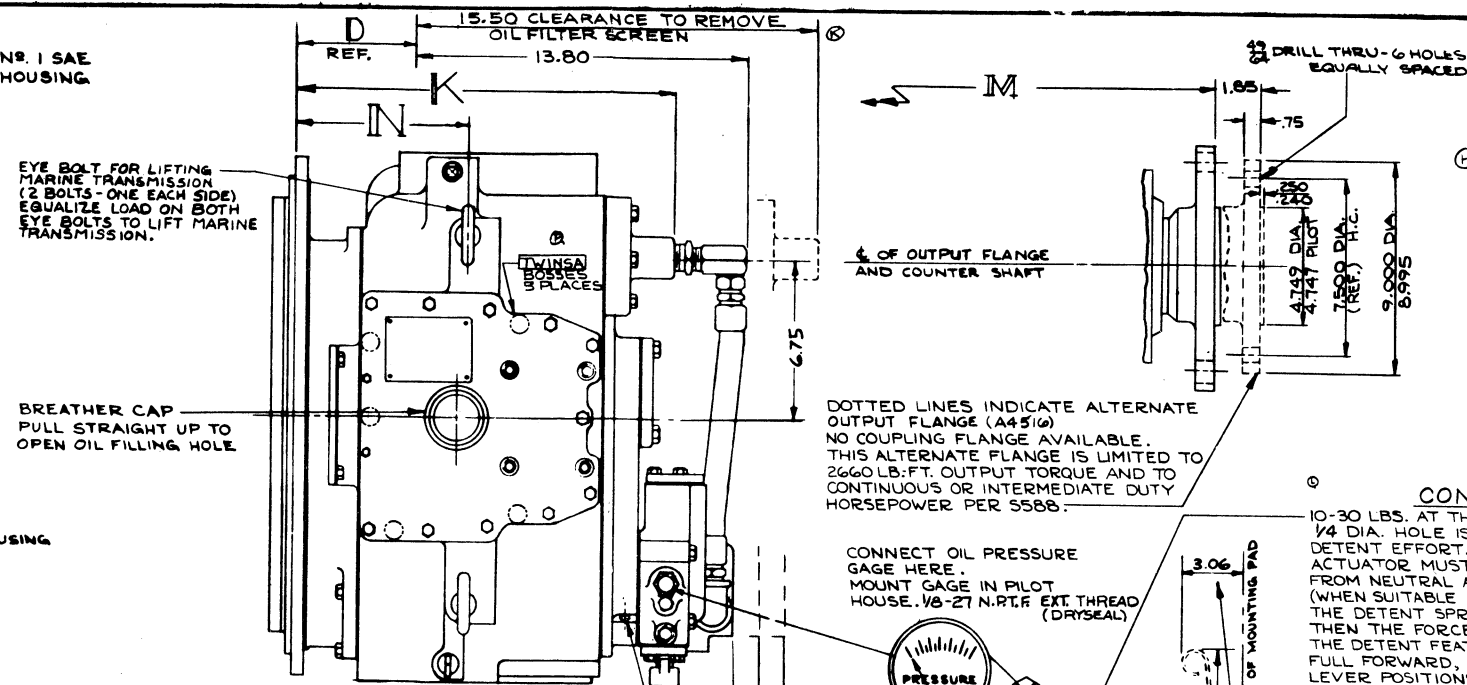 15.50 CLEARANCE TO REMOVE
OIL FILTER SCREEN
D
REF.
13.80
K
N
Nº. 1 SAE
HOUSING
EYE BOLT FOR LIFTING
MARINE TRANSMISSION
(2 BOLTS - ONE EACH SIDE)
EQUALIZE LOAD ON BOTH
EYE BOLTS TO LIFT MARINE
TRANSMISSION.
TWINSA
BOSSES
3 PLACES
6.75
BREATHER CAP
PULL STRAIGHT UP TO
OPEN OIL FILLING HOLE
USING
M
49/64 DRILL THRU - 6 HOLES
EQUALLY SPACED
1.85
.75
.250
.240
℄ OF OUTPUT FLANGE
AND COUNTER SHAFT
4.749 DIA.
4.747 PILOT
7.500 DIA.
(REF.) H.C.
9.000 DIA.
8.995
DOTTED LINES INDICATE ALTERNATE
OUTPUT FLANGE (A4516)
NO COUPLING FLANGE AVAILABLE.
THIS ALTERNATE FLANGE IS LIMITED TO
2660 LB.-FT. OUTPUT TORQUE AND TO
CONTINUOUS OR INTERMEDIATE DUTY
HORSEPOWER PER S588.
CONNECT OIL PRESSURE
GAGE HERE.
MOUNT GAGE IN PILOT
HOUSE. 1/8-27 N.P.T.F. EXT. THREAD
(DRYSEAL)
PRESSURE
3.06
OF MOUNTING PAD
CON
10-30 LBS. AT TH
1/4 DIA. HOLE IS
DETENT EFFORT.
ACTUATOR MUST
FROM NEUTRAL A
(WHEN SUITABLE
THE DETENT SPR
THEN THE FORCE
THE DETENT FEAT
FULL FORWARD,
LEVER POSITION